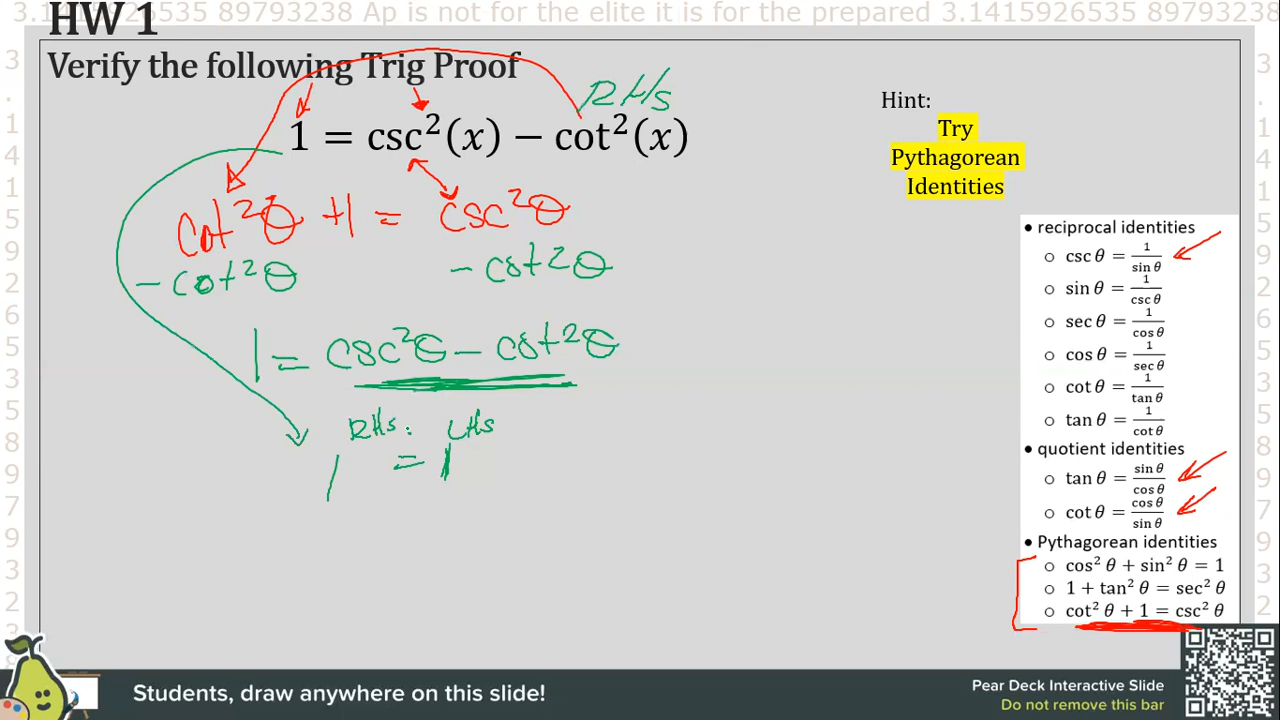 3.1415926535 89793238 Ap is not for the elite it is for the prepared 3.1415926535 89793238
HW 1
Verify the following Trig Proof
RHS
1 = csc²(x) − cot²(x)
cot²θ +1 = csc²θ
-cot²θ -cot2θ
1 = csc²θ - cot2θ
RHS: LHS
1 = 1
Hint:
Try
Pythagorean
Identities
• reciprocal identities
○ csc θ = 1/sin θ
○ sin θ = 1/csc θ
○ sec θ = 1/cos θ
○ cos θ = 1/sec θ
○ cot θ = 1/tan θ
○ tan θ = 1/cot θ
• quotient identities
○ tan θ = sin θ/cos θ
○ cot θ = cos θ/sin θ
• Pythagorean identities
○ cos² θ + sin² θ = 1
○ 1 + tan² θ = sec² θ
○ cot² θ + 1 = csc² θ
Students, draw anywhere on this slide!
Pear Deck Interactive Slide
Do not remove this bar